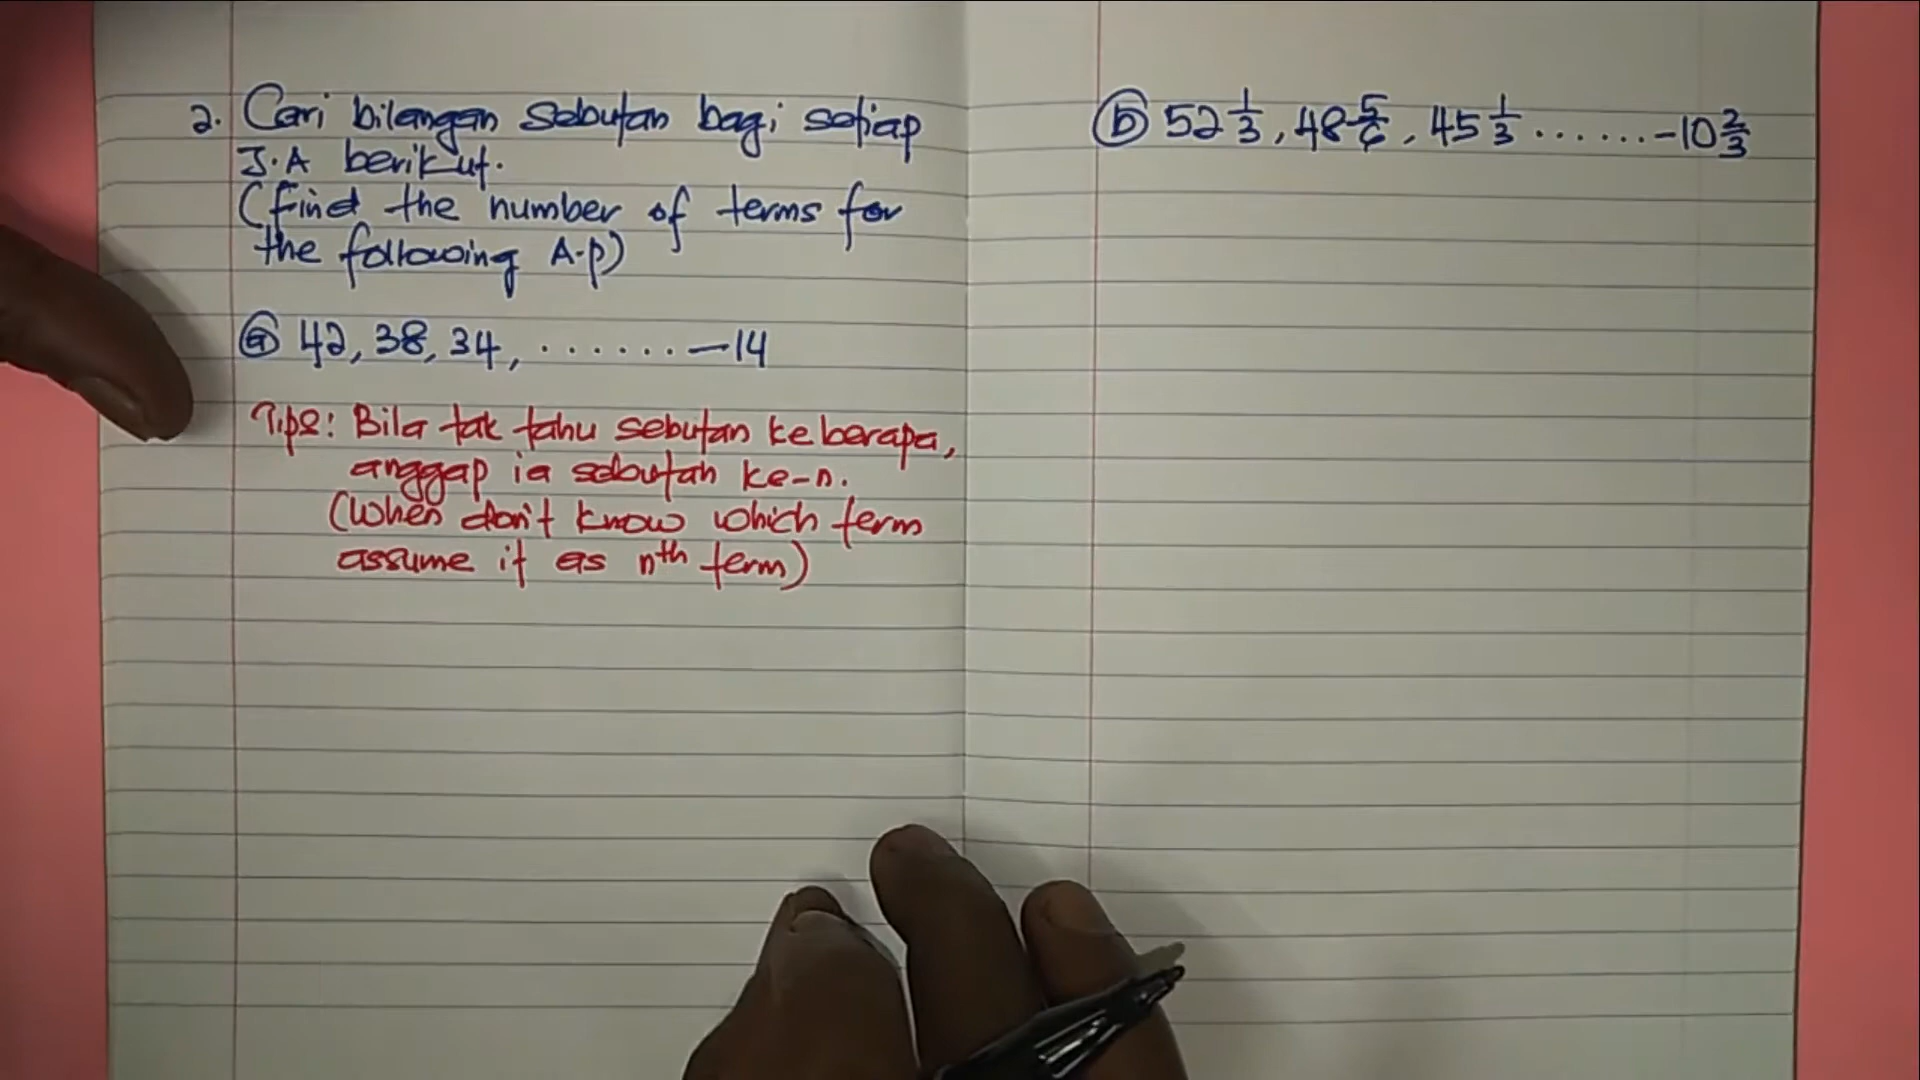 2. Cari bilangan sebutan bagi setiap
J.A berikut.
(Find the number of terms for
the following A.p)
(a) 42, 38, 34, ....... -14
Tips: Bila tak tahu sebutan keberapa,
anggap ia sebutan ke-n.
(When don't know which term
assume it as nth term)
(b) 52 1/3, 48 5/6, 45 1/3 ....... -10 2/3